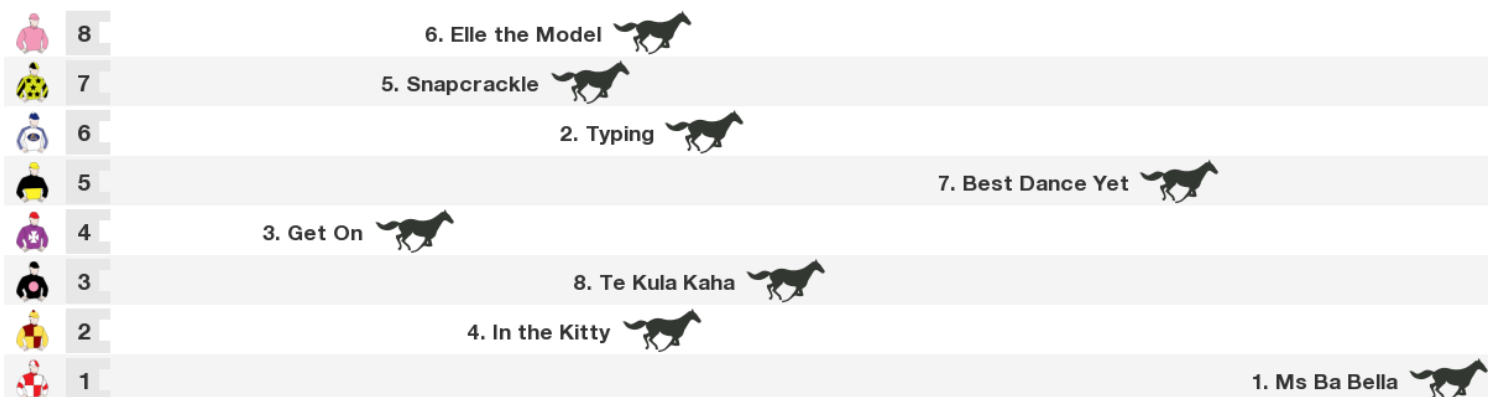 8 6. Elle the Model
7 5. Snapcrackle
6 2. Typing
5 7. Best Dance Yet
4 3. Get On
3 8. Te Kula Kaha
2 4. In the Kitty
1 1. Ms Ba Bella